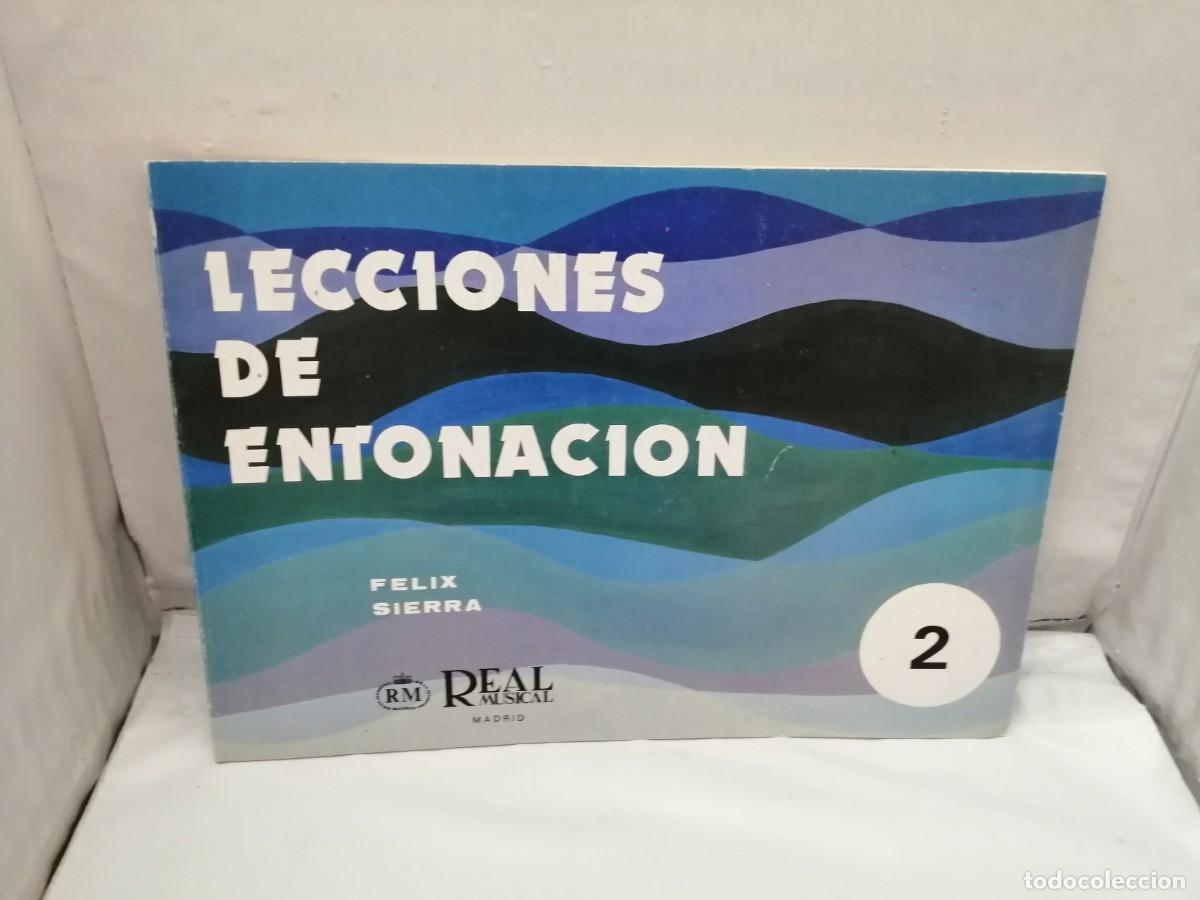 LECCIONES
DE
ENTONACION
FELIX
SIERRA
2
RM
REAL
MUSICAL
MADRID
todocoleccion